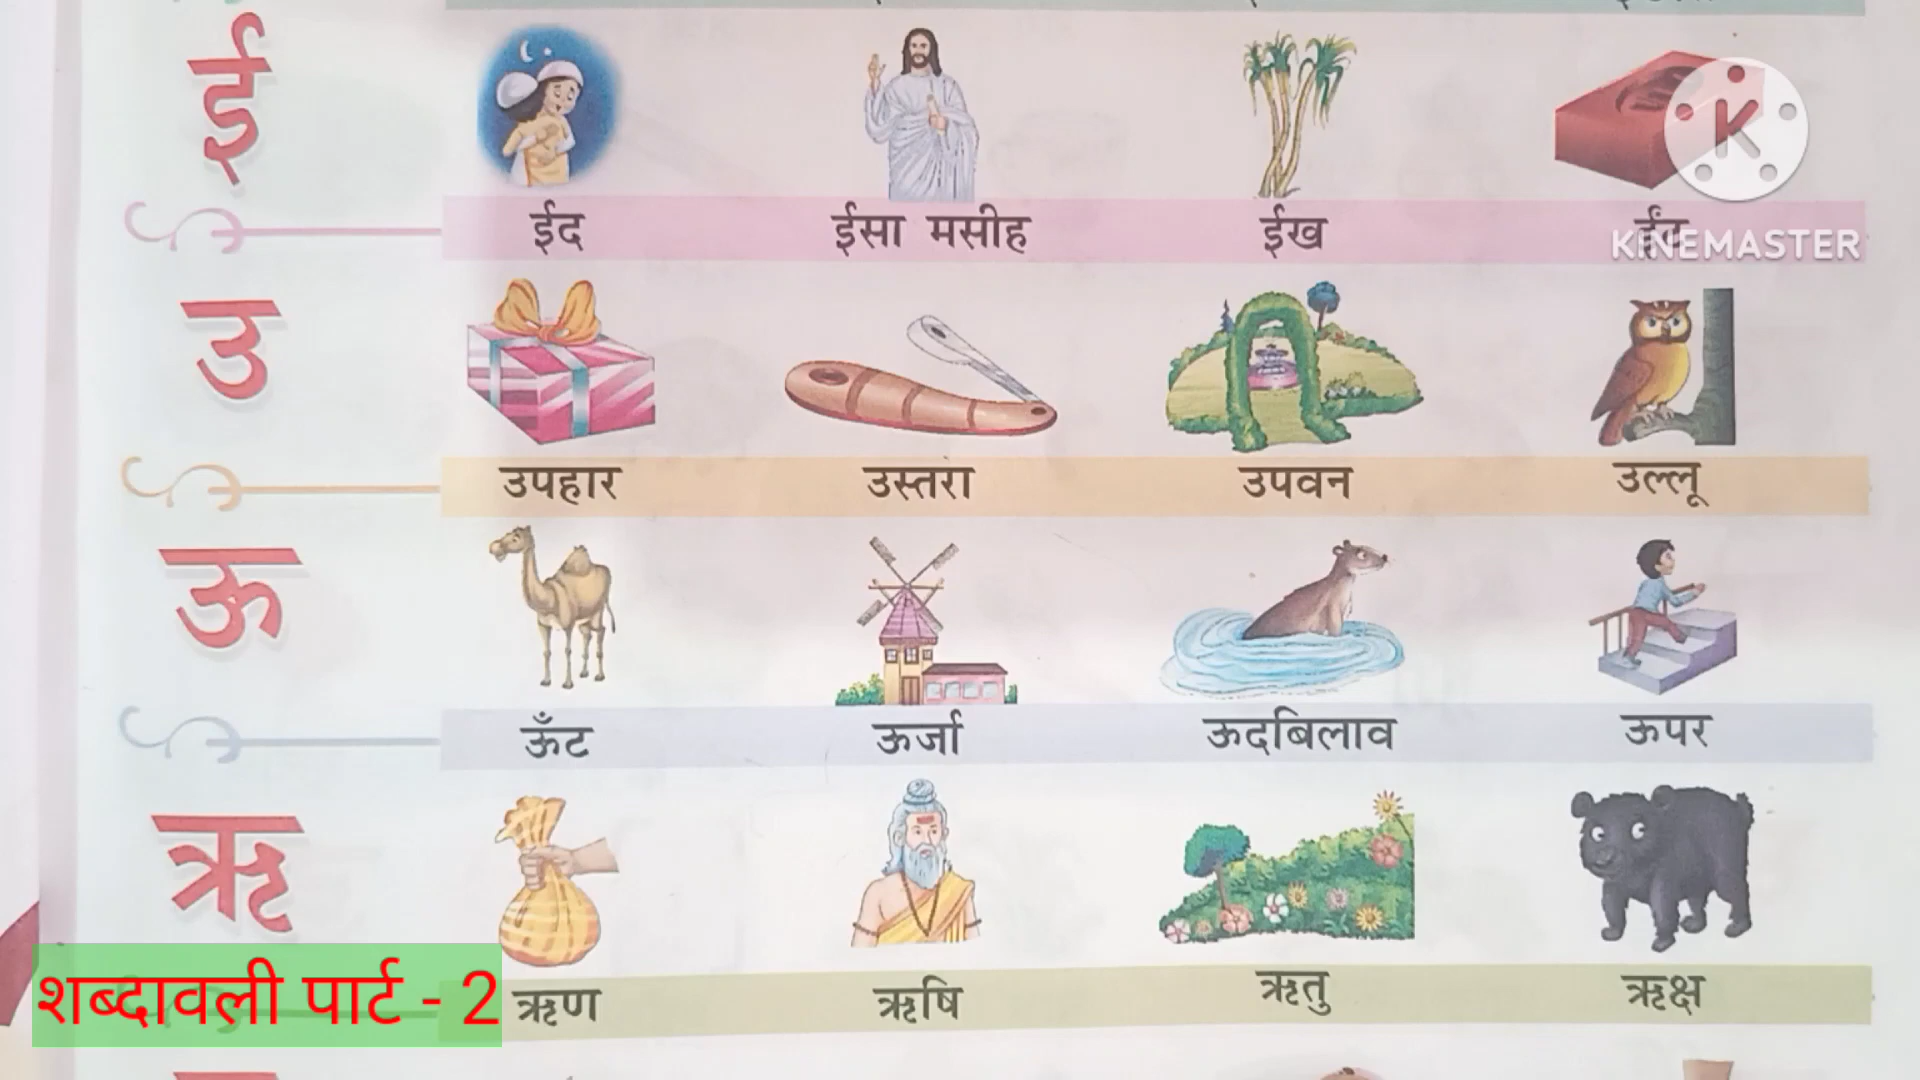 ई
ईद ईसा मसीह ईख ईंट
KINEMASTER
उ
उपहार उस्तरा उपवन उल्लू
ऊ
ऊँट ऊर्जा ऊदबिलाव ऊपर
ऋ
ऋण ऋषि ऋतु ऋक्ष
शब्दावली पार्ट - 2